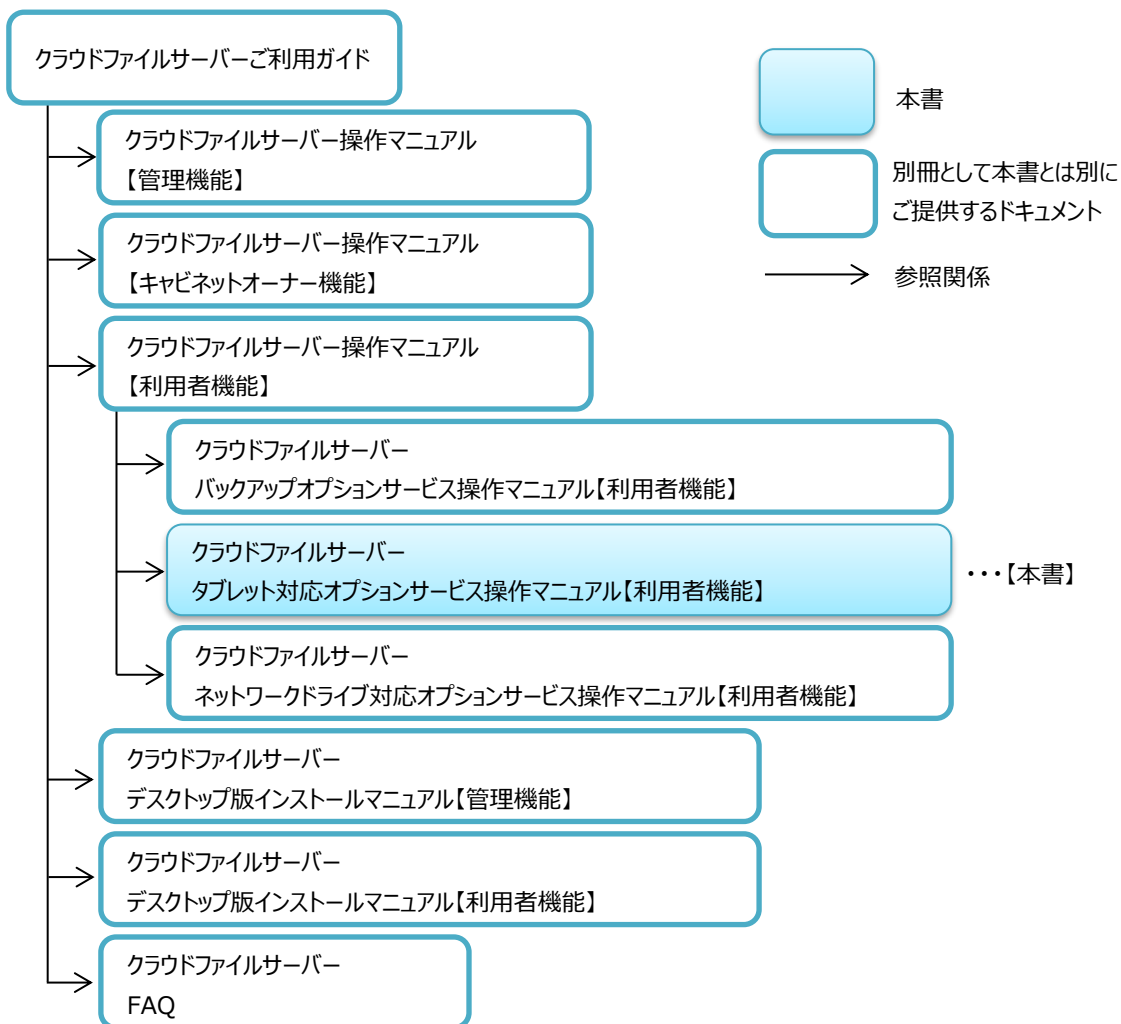 クラウドファイルサーバーご利用ガイド
本書
クラウドファイルサーバー操作マニュアル
【管理機能】
別冊として本書とは別に
ご提供するドキュメント
クラウドファイルサーバー操作マニュアル
【キャビネットオーナー機能】
参照関係
クラウドファイルサーバー操作マニュアル
【利用者機能】
クラウドファイルサーバー
バックアップオプションサービス操作マニュアル【利用者機能】
クラウドファイルサーバー
タブレット対応オプションサービス操作マニュアル【利用者機能】
・・・【本書】
クラウドファイルサーバー
ネットワークドライブ対応オプションサービス操作マニュアル【利用者機能】
クラウドファイルサーバー
デスクトップ版インストールマニュアル【管理機能】
クラウドファイルサーバー
デスクトップ版インストールマニュアル【利用者機能】
クラウドファイルサーバー
FAQ